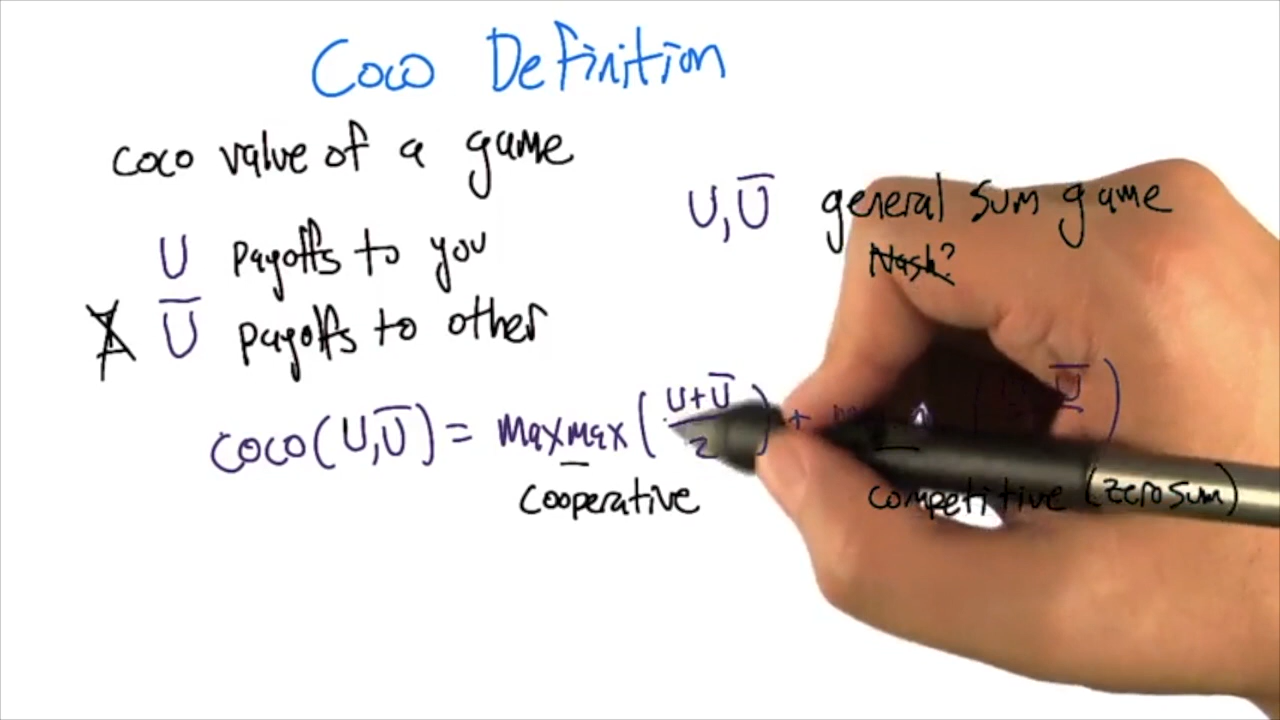 Coco Definition
coco value of a game
U, Ū general sum game
Nash?
U payoffs to you
Ū payoffs to other
coco(U,Ū) = maxmax (U+Ū/2) +
cooperative
competitive (zero sum)